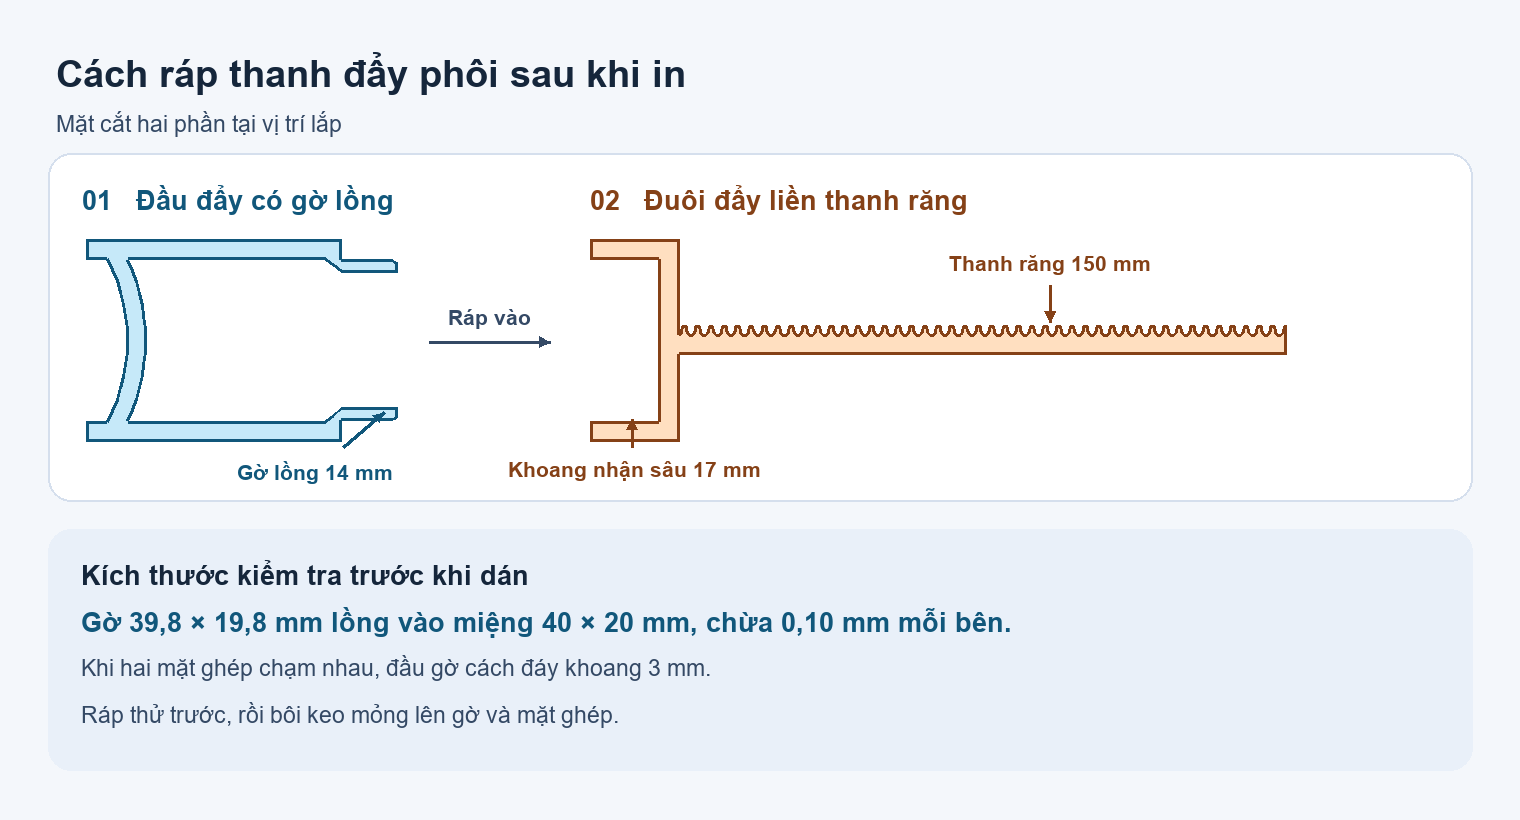 Cách ráp thanh đẩy phôi sau khi in
Mặt cắt hai phần tại vị trí lắp
01 Đầu đẩy có gờ lồng
02 Đuôi đẩy liền thanh răng
Thanh răng 150 mm
Ráp vào
Gờ lồng 14 mm
Khoang nhận sâu 17 mm
Kích thước kiểm tra trước khi dán
Gờ 39,8 × 19,8 mm lồng vào miệng 40 × 20 mm, chừa 0,10 mm mỗi bên.
Khi hai mặt ghép chạm nhau, đầu gờ cách đáy khoang 3 mm.
Ráp thử trước, rồi bôi keo mỏng lên gờ và mặt ghép.